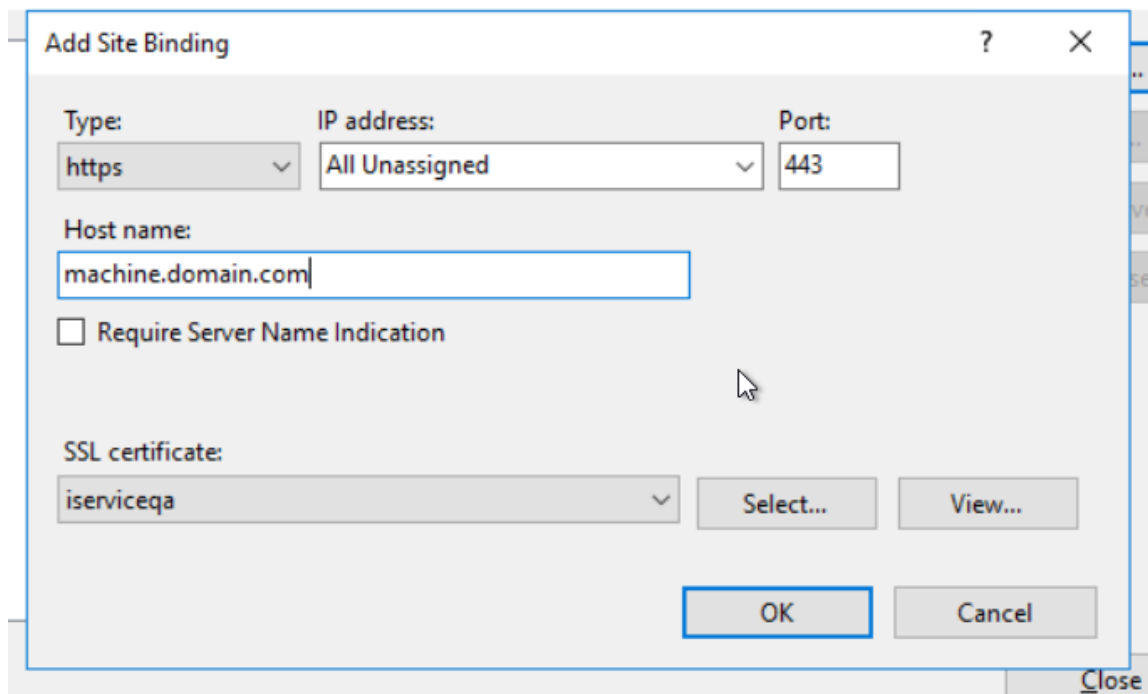 Add Site Binding ? X
Type: IP address: Port:
https All Unassigned 443
Host name:
machine.domain.com
Require Server Name Indication
SSL certificate:
iserviceqa Select... View...
OK Cancel
Close